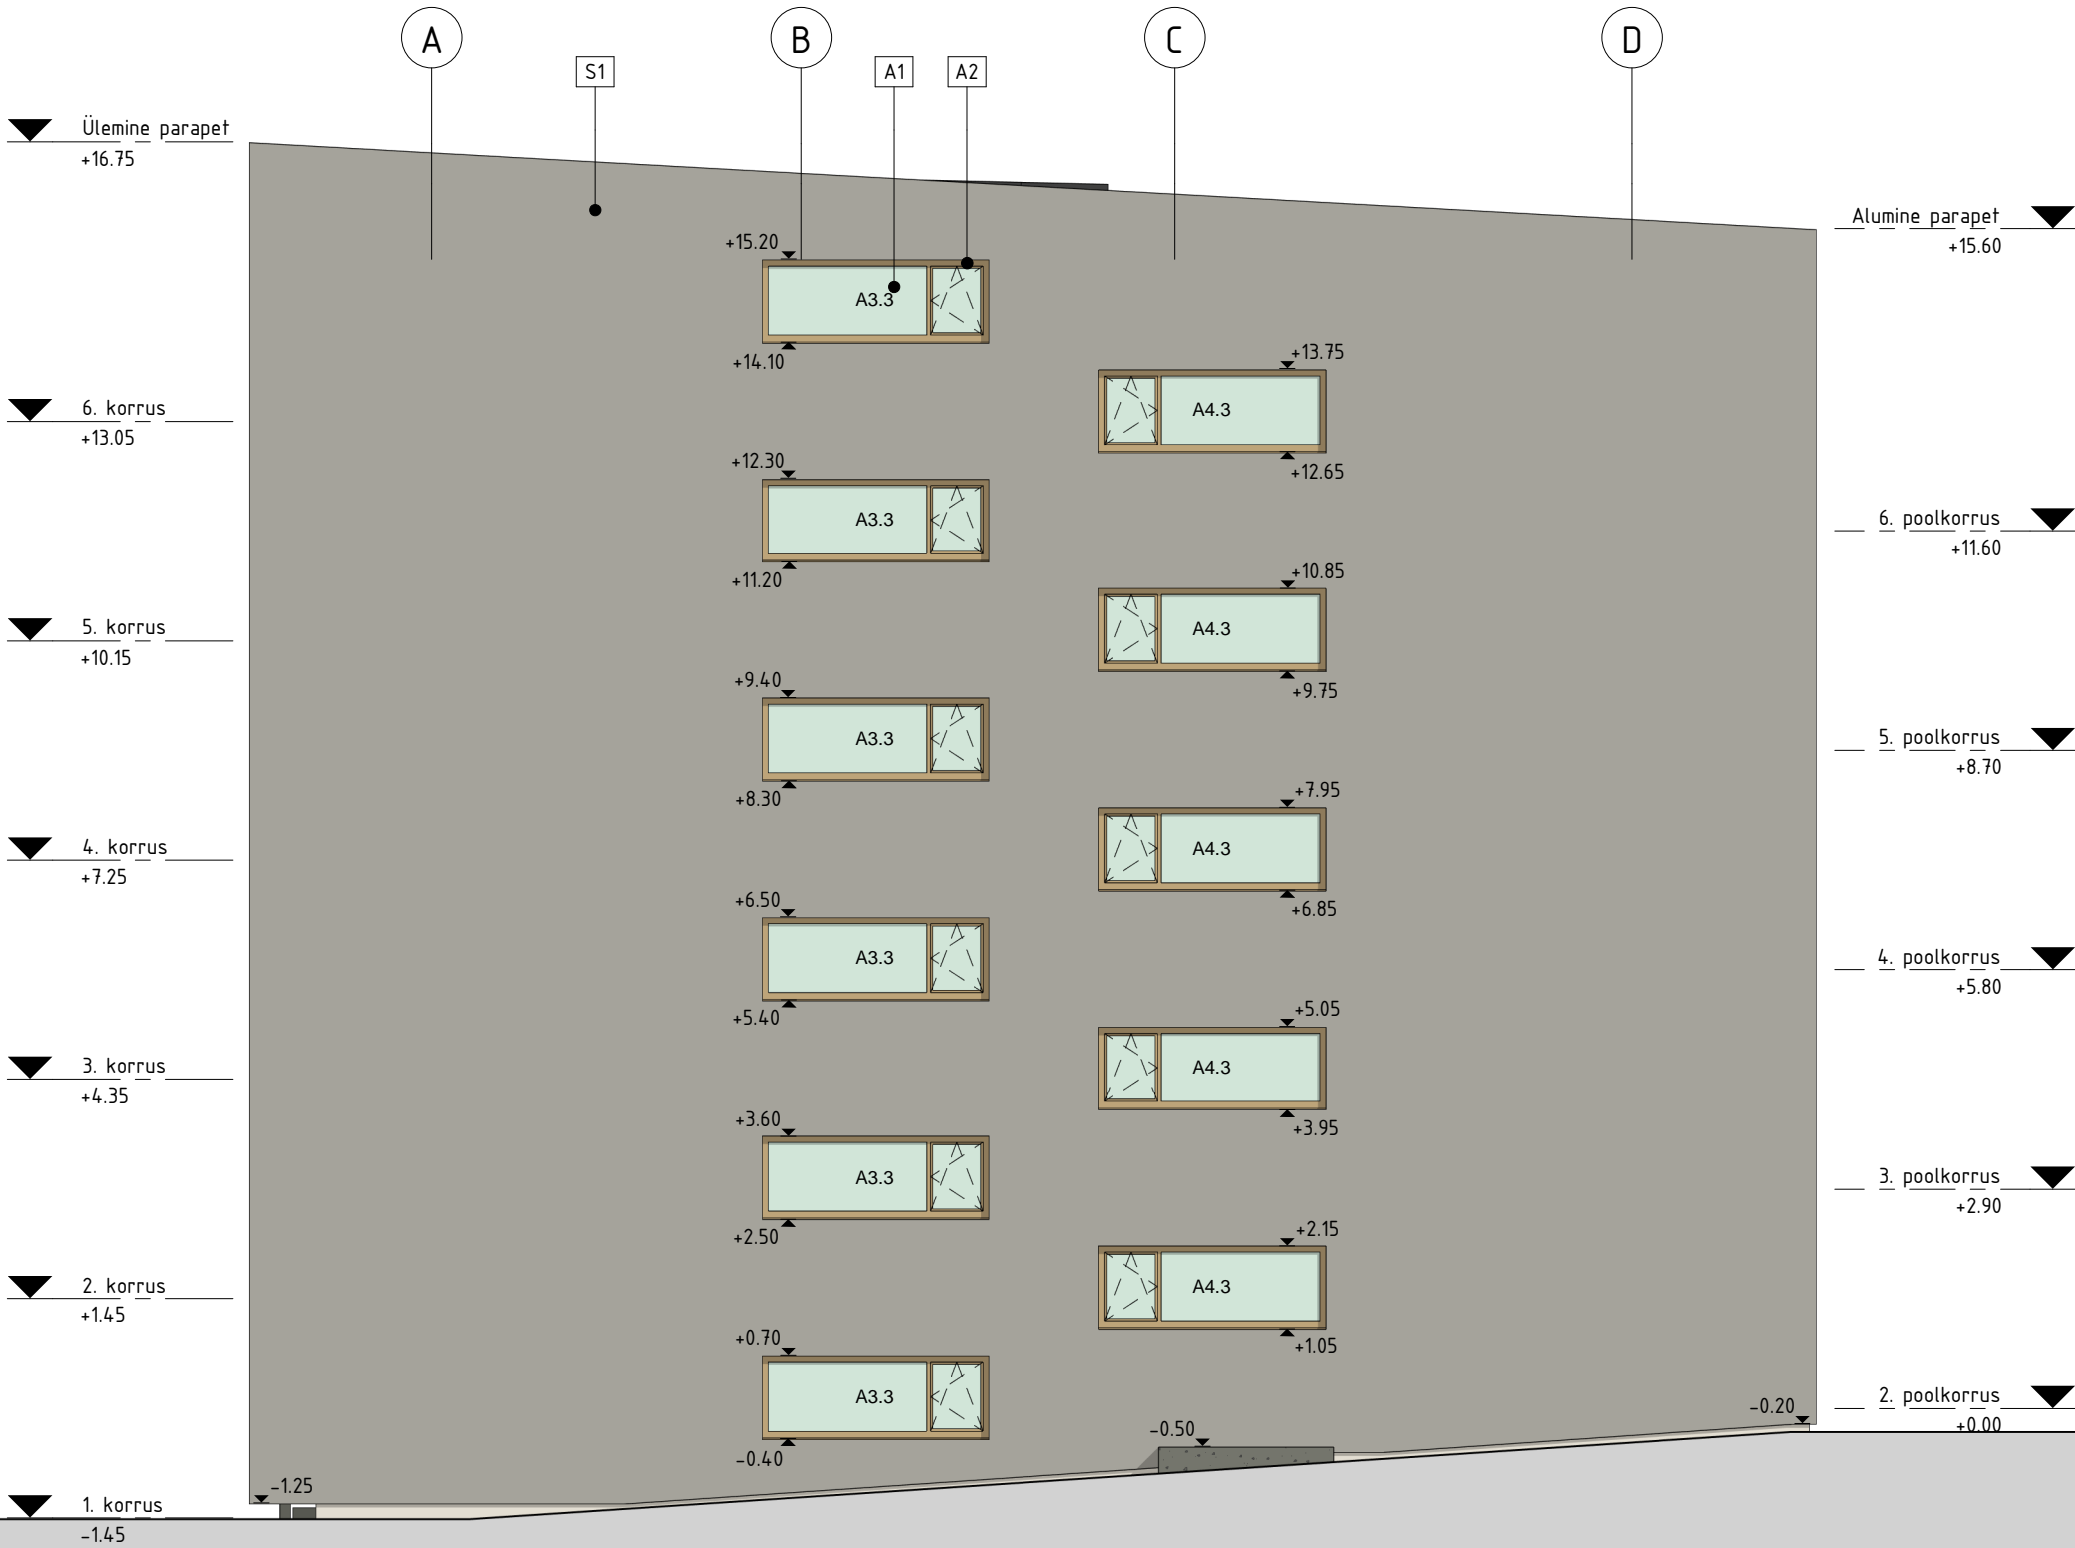 A
B
C
D
S1
A1
A2
Ülemine parapet
+16.75
Alumine parapet
+15.60
+15.20
A3.3
+14.10
+13.75
A4.3
+12.65
6. korrus
+13.05
+12.30
A3.3
+11.20
6. poolkorrus
+11.60
+10.85
A4.3
+9.75
5. korrus
+10.15
+9.40
A3.3
+8.30
5. poolkorrus
+8.70
+7.95
A4.3
+6.85
4. korrus
+7.25
+6.50
A3.3
+5.40
4. poolkorrus
+5.80
+5.05
A4.3
+3.95
3. korrus
+4.35
+3.60
A3.3
+2.50
3. poolkorrus
+2.90
+2.15
A4.3
+1.05
2. korrus
+1.45
+0.70
A3.3
-0.40
2. poolkorrus
+0.00
-0.20
-0.50
-1.25
1. korrus
-1.45